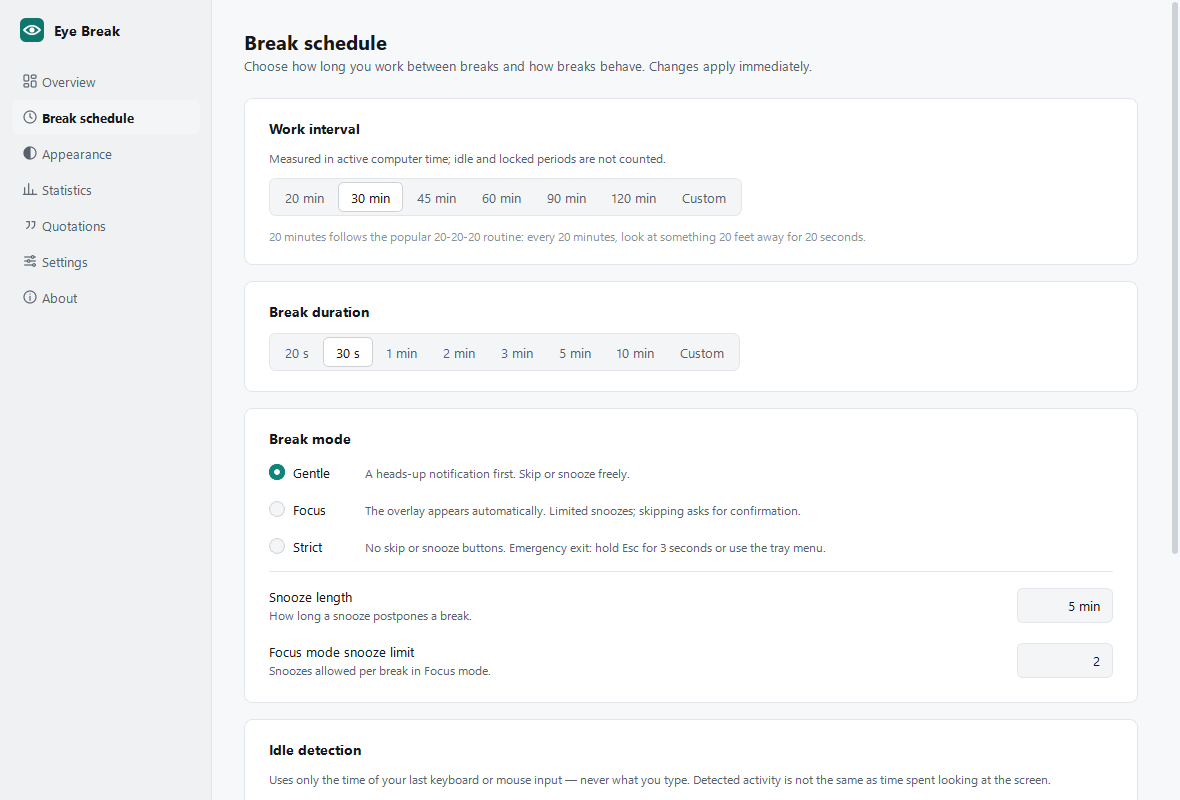 Eye Break
Overview
Break schedule
Appearance
Statistics
Quotations
Settings
About
Break schedule
Choose how long you work between breaks and how breaks behave. Changes apply immediately.
Work interval
Measured in active computer time; idle and locked periods are not counted.
20 min 30 min 45 min 60 min 90 min 120 min Custom
20 minutes follows the popular 20-20-20 routine: every 20 minutes, look at something 20 feet away for 20 seconds.
Break duration
20 s 30 s 1 min 2 min 3 min 5 min 10 min Custom
Break mode
Gentle A heads-up notification first. Skip or snooze freely.
Focus The overlay appears automatically. Limited snoozes; skipping asks for confirmation.
Strict No skip or snooze buttons. Emergency exit: hold Esc for 3 seconds or use the tray menu.
Snooze length
How long a snooze postpones a break.
5 min
Focus mode snooze limit
Snoozes allowed per break in Focus mode.
2
Idle detection
Uses only the time of your last keyboard or mouse input — never what you type. Detected activity is not the same as time spent looking at the screen.